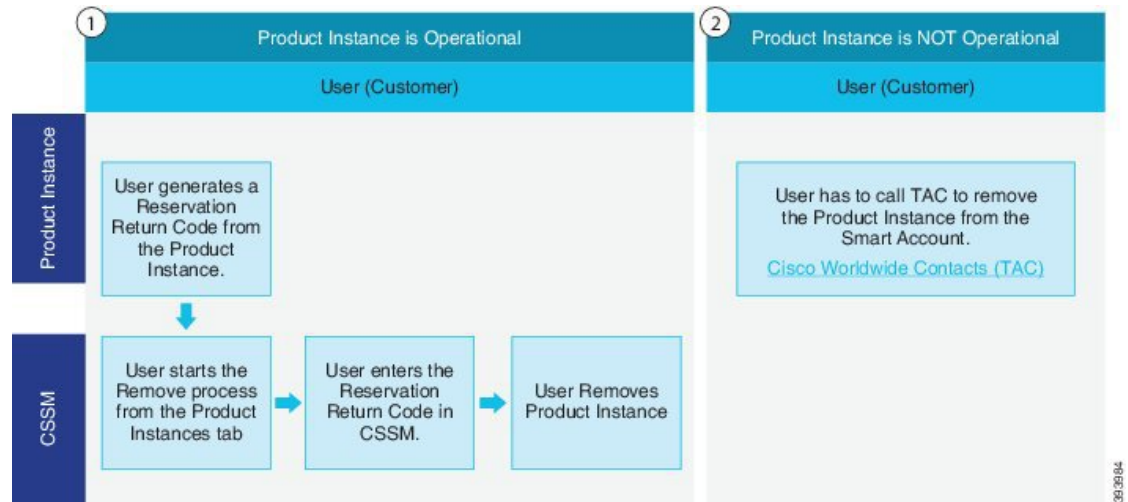 1
Product Instance is Operational
User (Customer)
2
Product Instance is NOT Operational
User (Customer)
Product Instance
User generates a
Reservation
Return Code from
the Product
Instance.
User has to call TAC to remove
the Product Instance from the
Smart Account.
Cisco Worldwide Contacts (TAC)
CSSM
User starts the
Remove process
from the Product
Instances tab
User enters the
Reservation
Return Code in
CSSM.
User Removes
Product Instance
393984